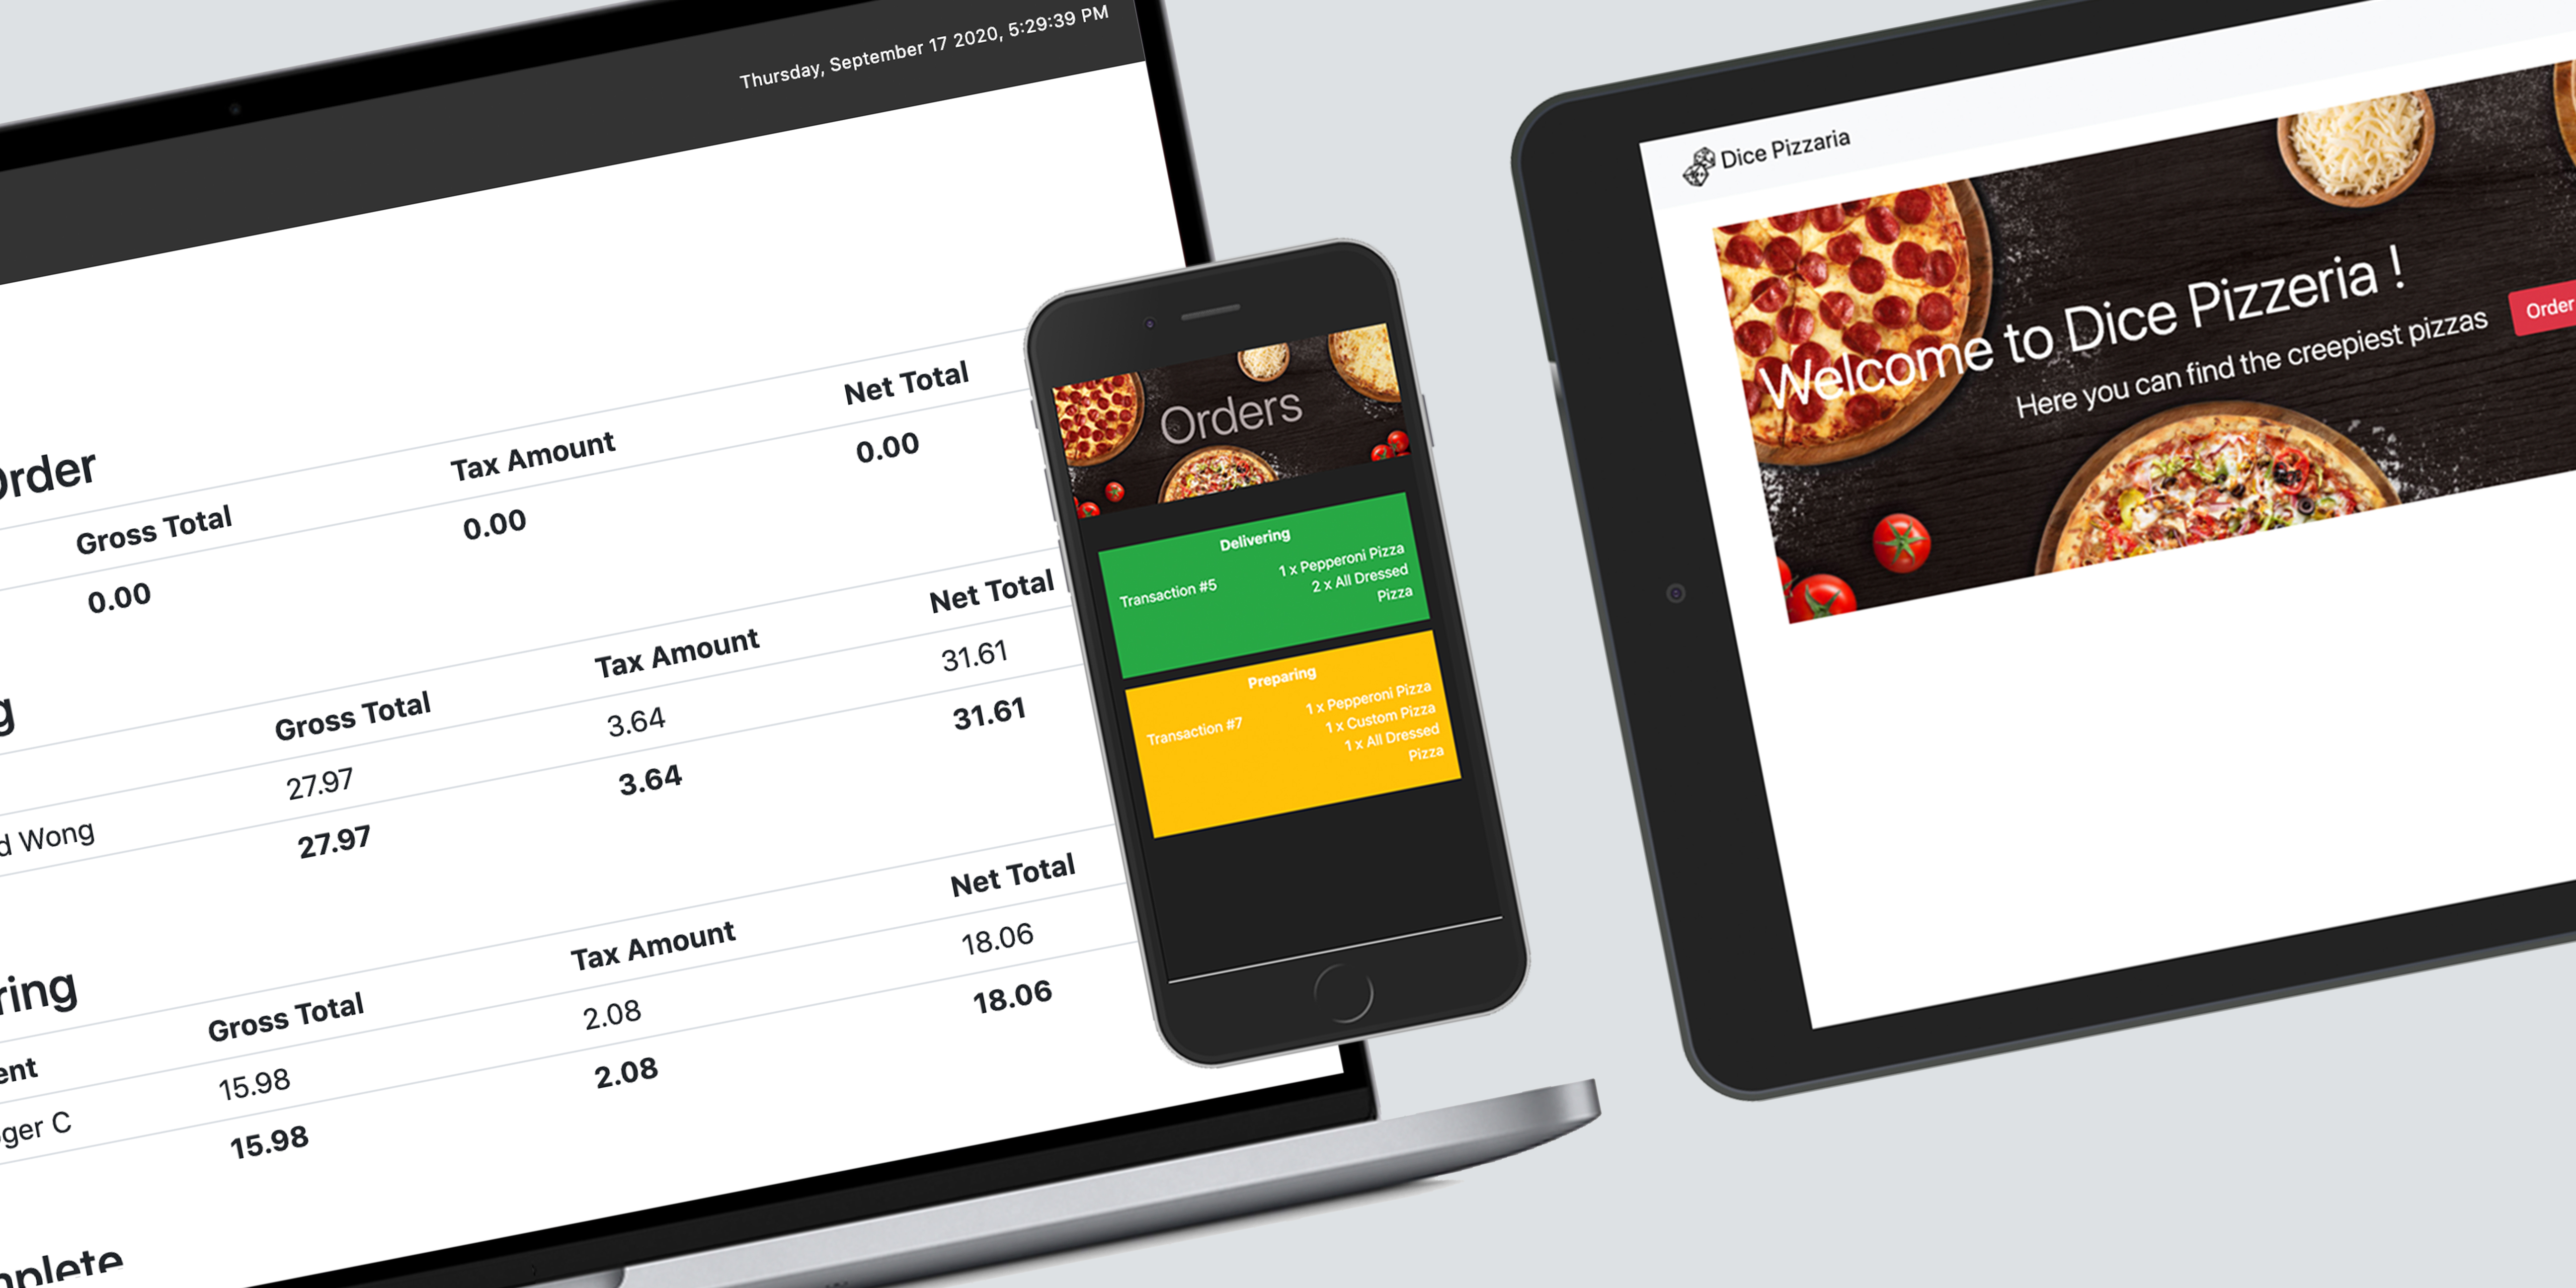 Thursday, September 17 2020, 5:29:39 PM
Order
Gross Total Tax Amount Net Total
0.00 0.00 0.00
Gross Total Tax Amount Net Total
27.97 3.64 31.61
Wong
27.97 3.64 31.61
Gross Total Tax Amount Net Total
15.98 2.08 18.06
C
15.98 2.08 18.06
Orders
Delivering
Transaction #5
1 x Pepperoni Pizza
2 x All Dressed
Pizza
Preparing
Transaction #7
1 x Pepperoni Pizza
1 x Custom Pizza
1 x All Dressed
Pizza
Dice Pizzaria
Welcome to Dice Pizzeria !
Here you can find the creepiest pizzas
Order